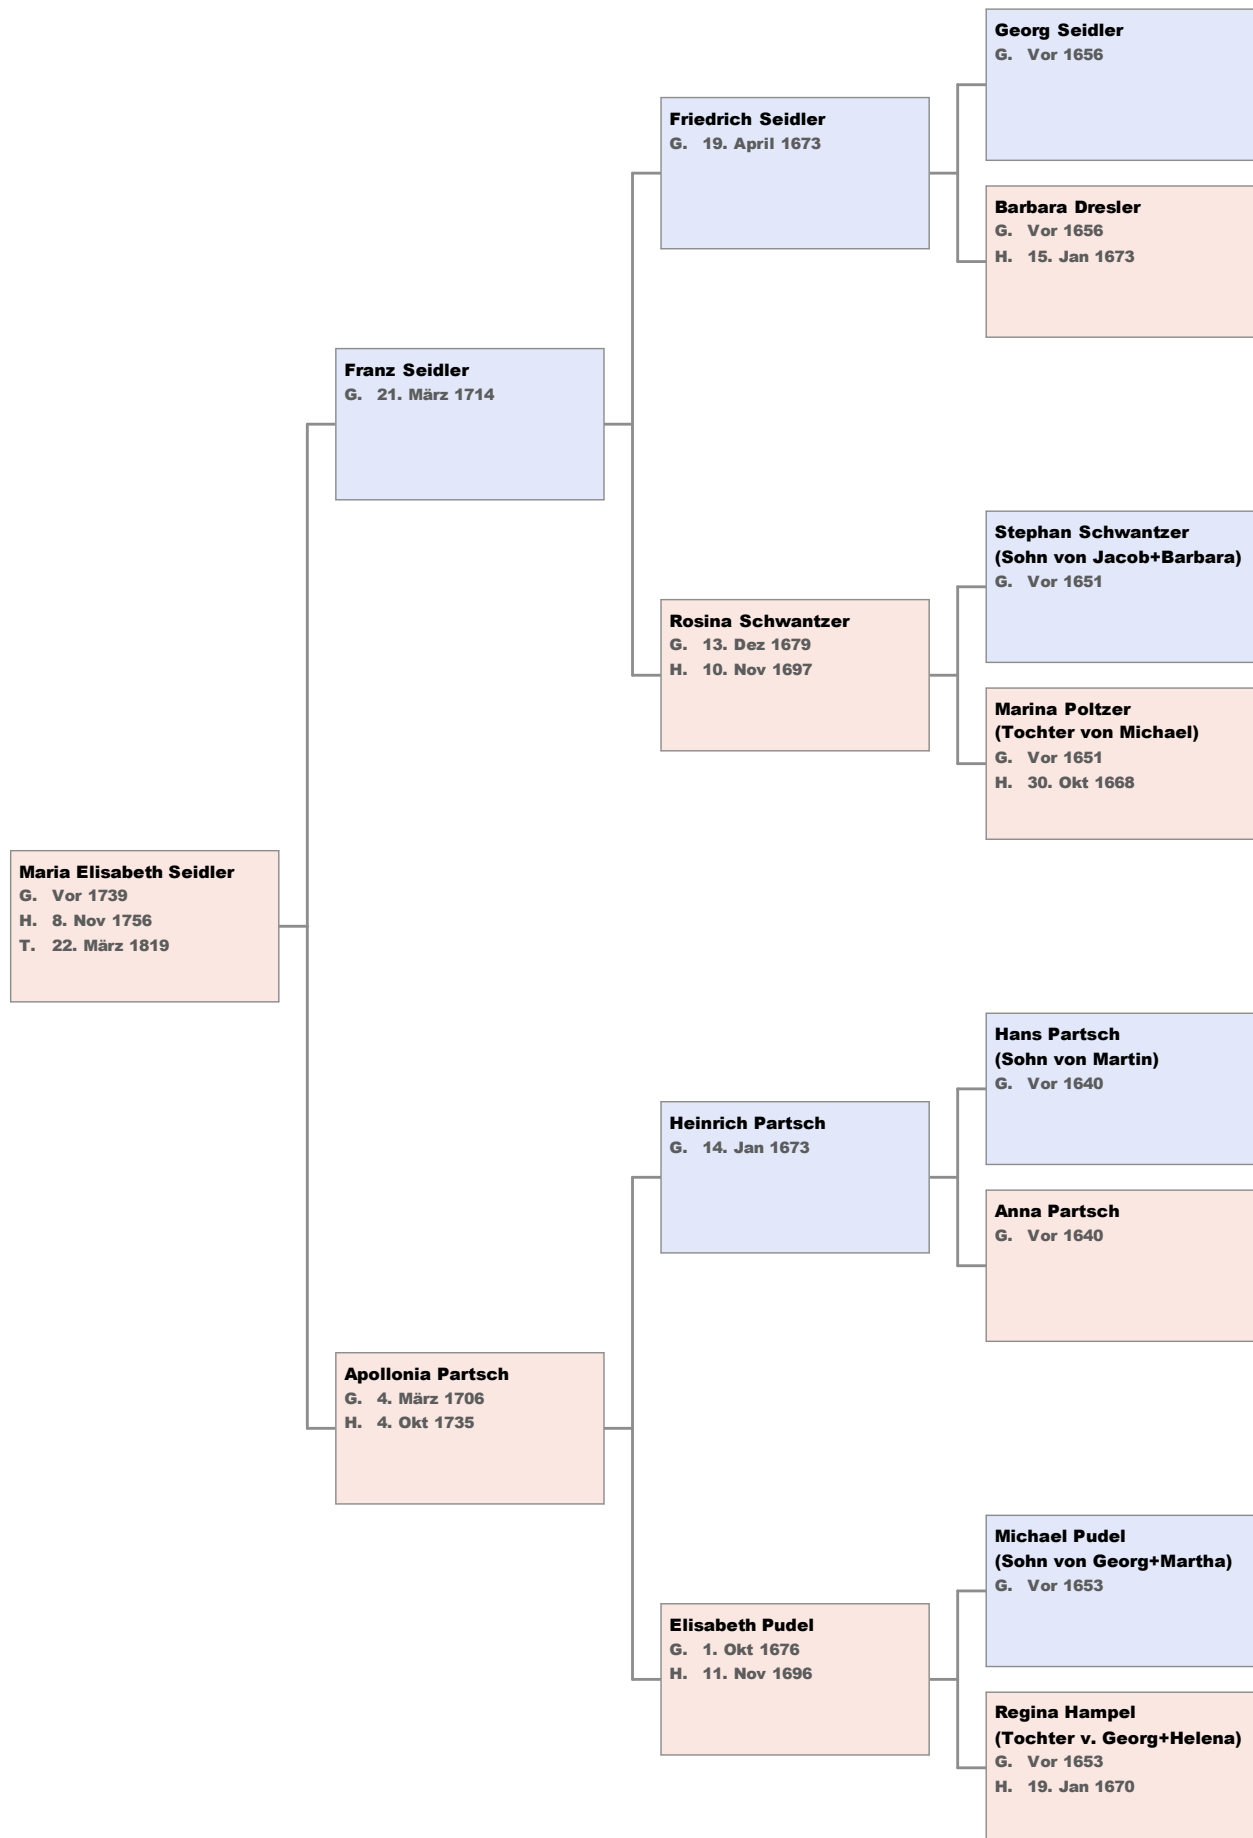 Georg Seidler
G. Vor 1656
Friedrich Seidler
G. 19. April 1673
Barbara Dresler
G. Vor 1656
H. 15. Jan 1673
Franz Seidler
G. 21. März 1714
Stephan Schwantzer
(Sohn von Jacob+Barbara)
G. Vor 1651
Rosina Schwantzer
G. 13. Dez 1679
H. 10. Nov 1697
Marina Poltzer
(Tochter von Michael)
G. Vor 1651
H. 30. Okt 1668
Maria Elisabeth Seidler
G. Vor 1739
H. 8. Nov 1756
T. 22. März 1819
Hans Partsch
(Sohn von Martin)
G. Vor 1640
Heinrich Partsch
G. 14. Jan 1673
Anna Partsch
G. Vor 1640
Apollonia Partsch
G. 4. März 1706
H. 4. Okt 1735
Michael Pudel
(Sohn von Georg+Martha)
G. Vor 1653
Elisabeth Pudel
G. 1. Okt 1676
H. 11. Nov 1696
Regina Hampel
(Tochter v. Georg+Helena)
G. Vor 1653
H. 19. Jan 1670